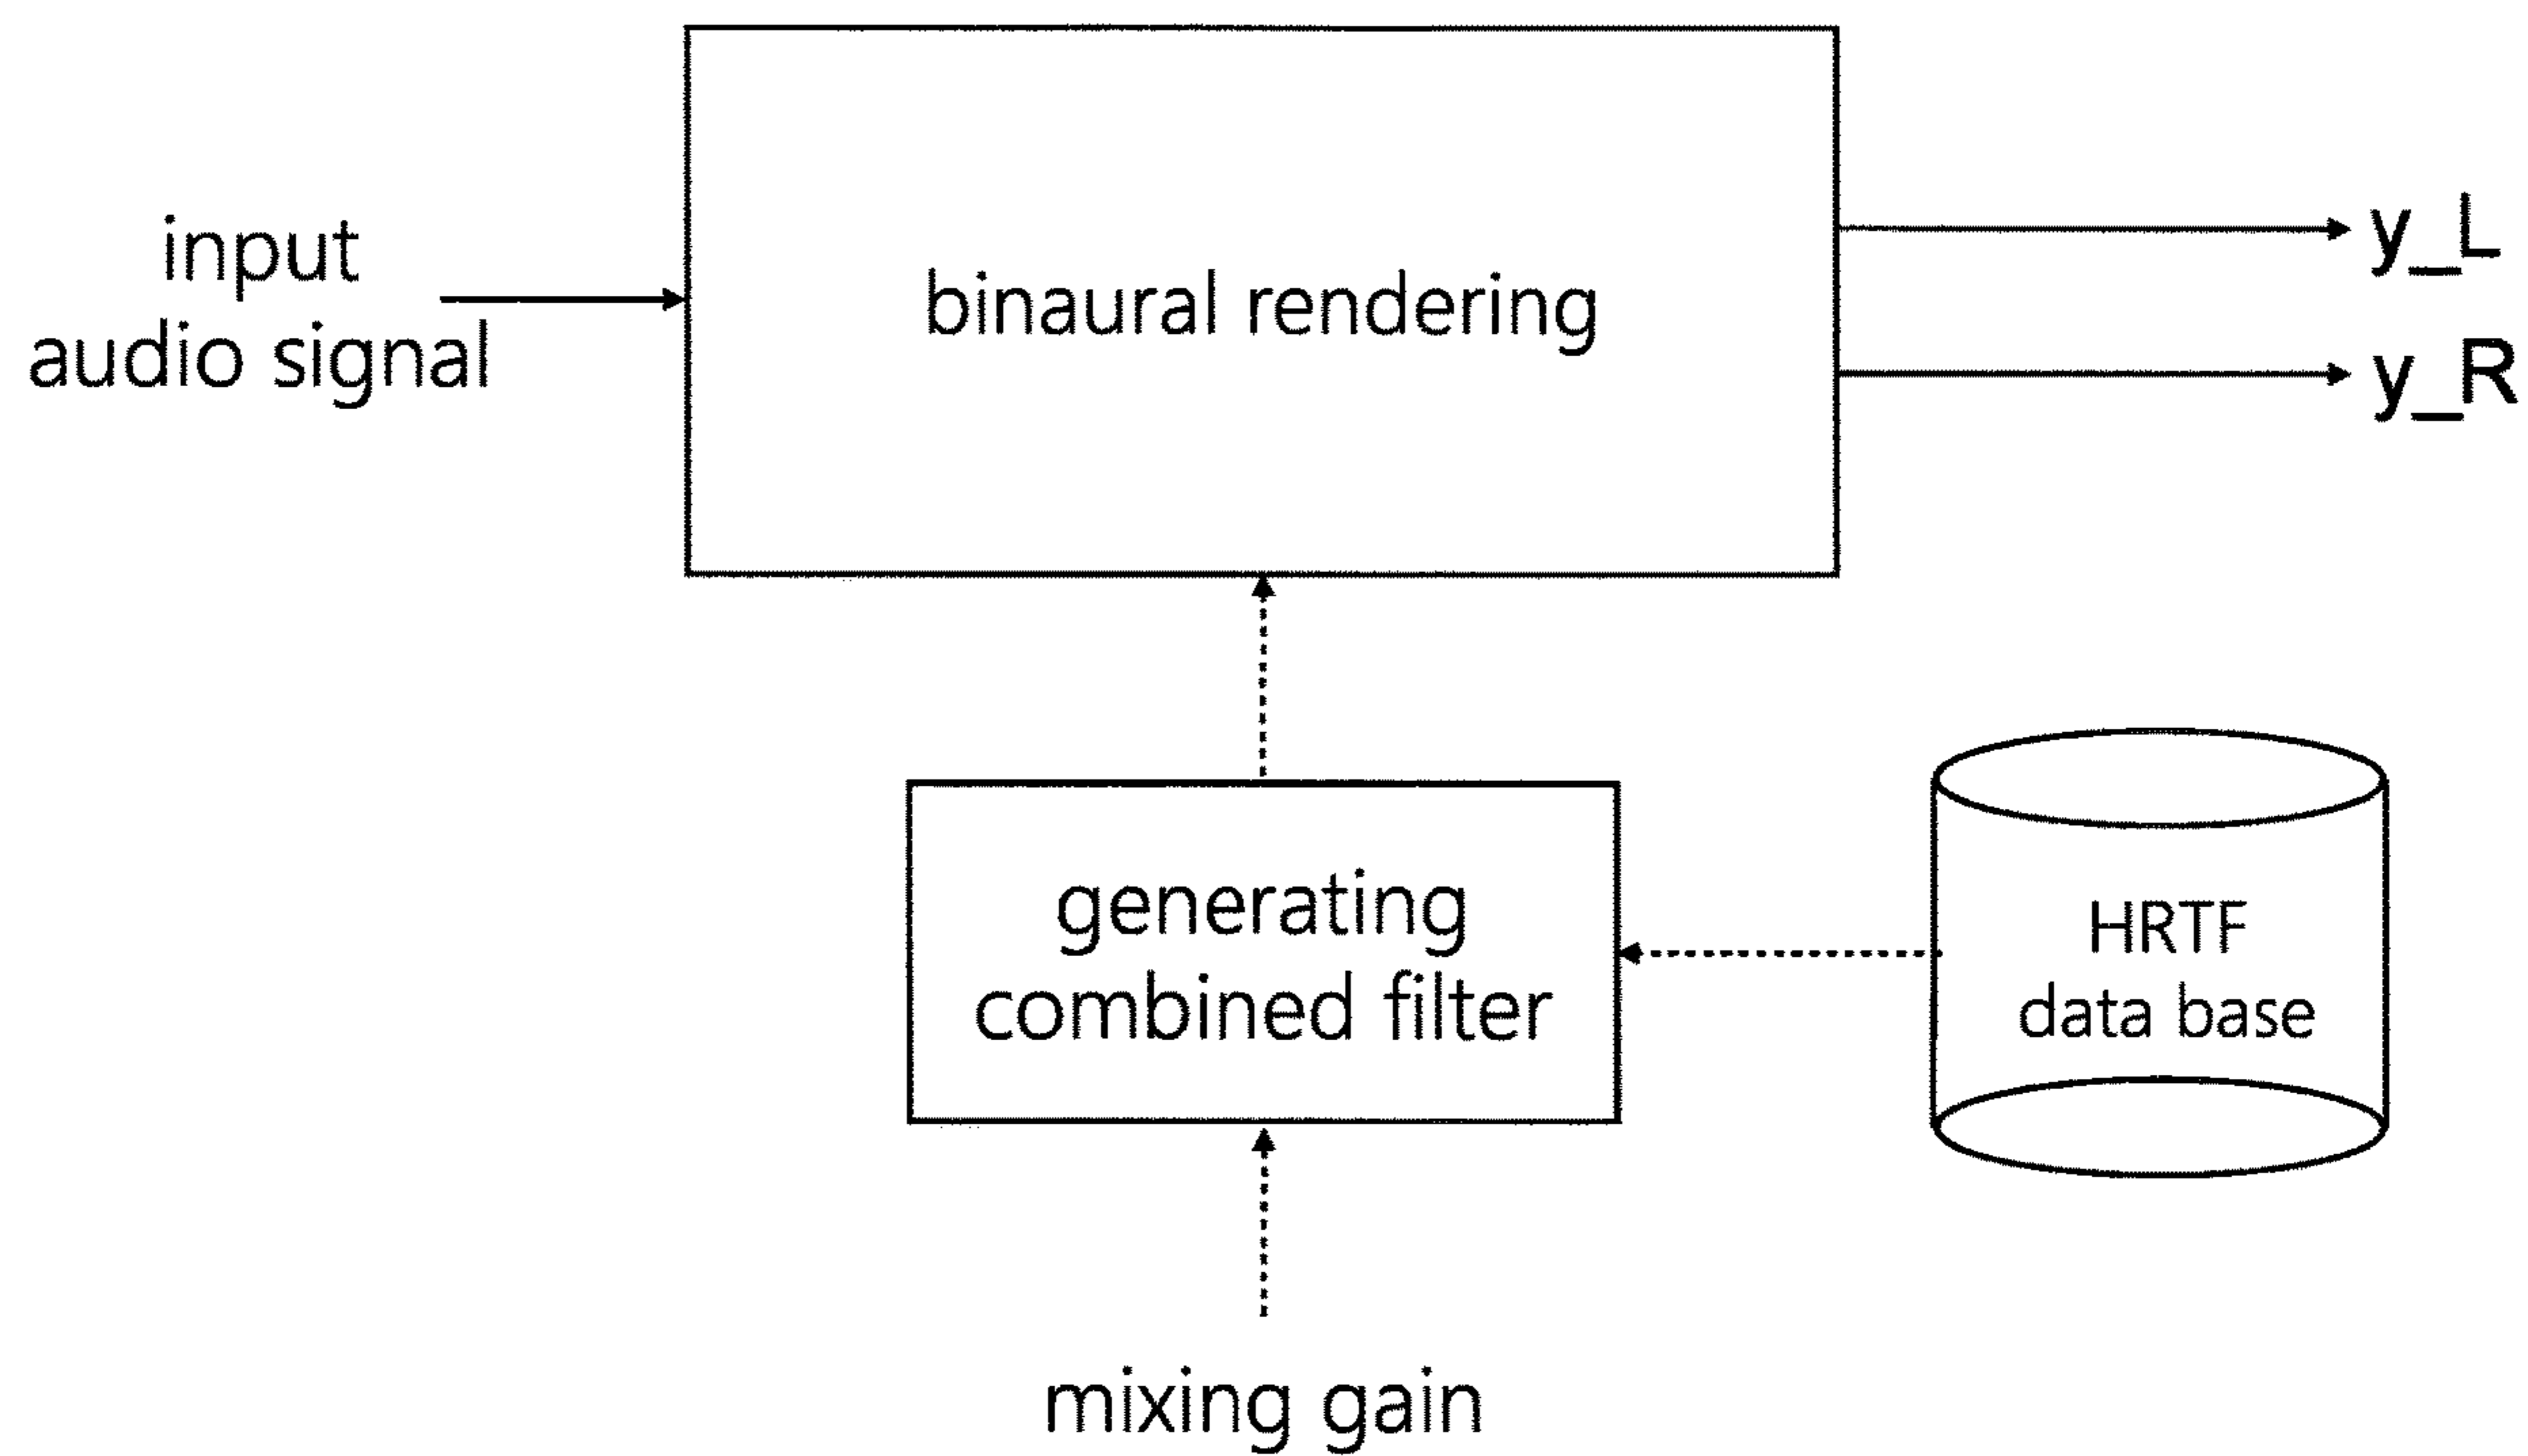 input
audio signal
binaural rendering
y_L
y_R
generating
combined filter
HRTF
data base
mixing gain